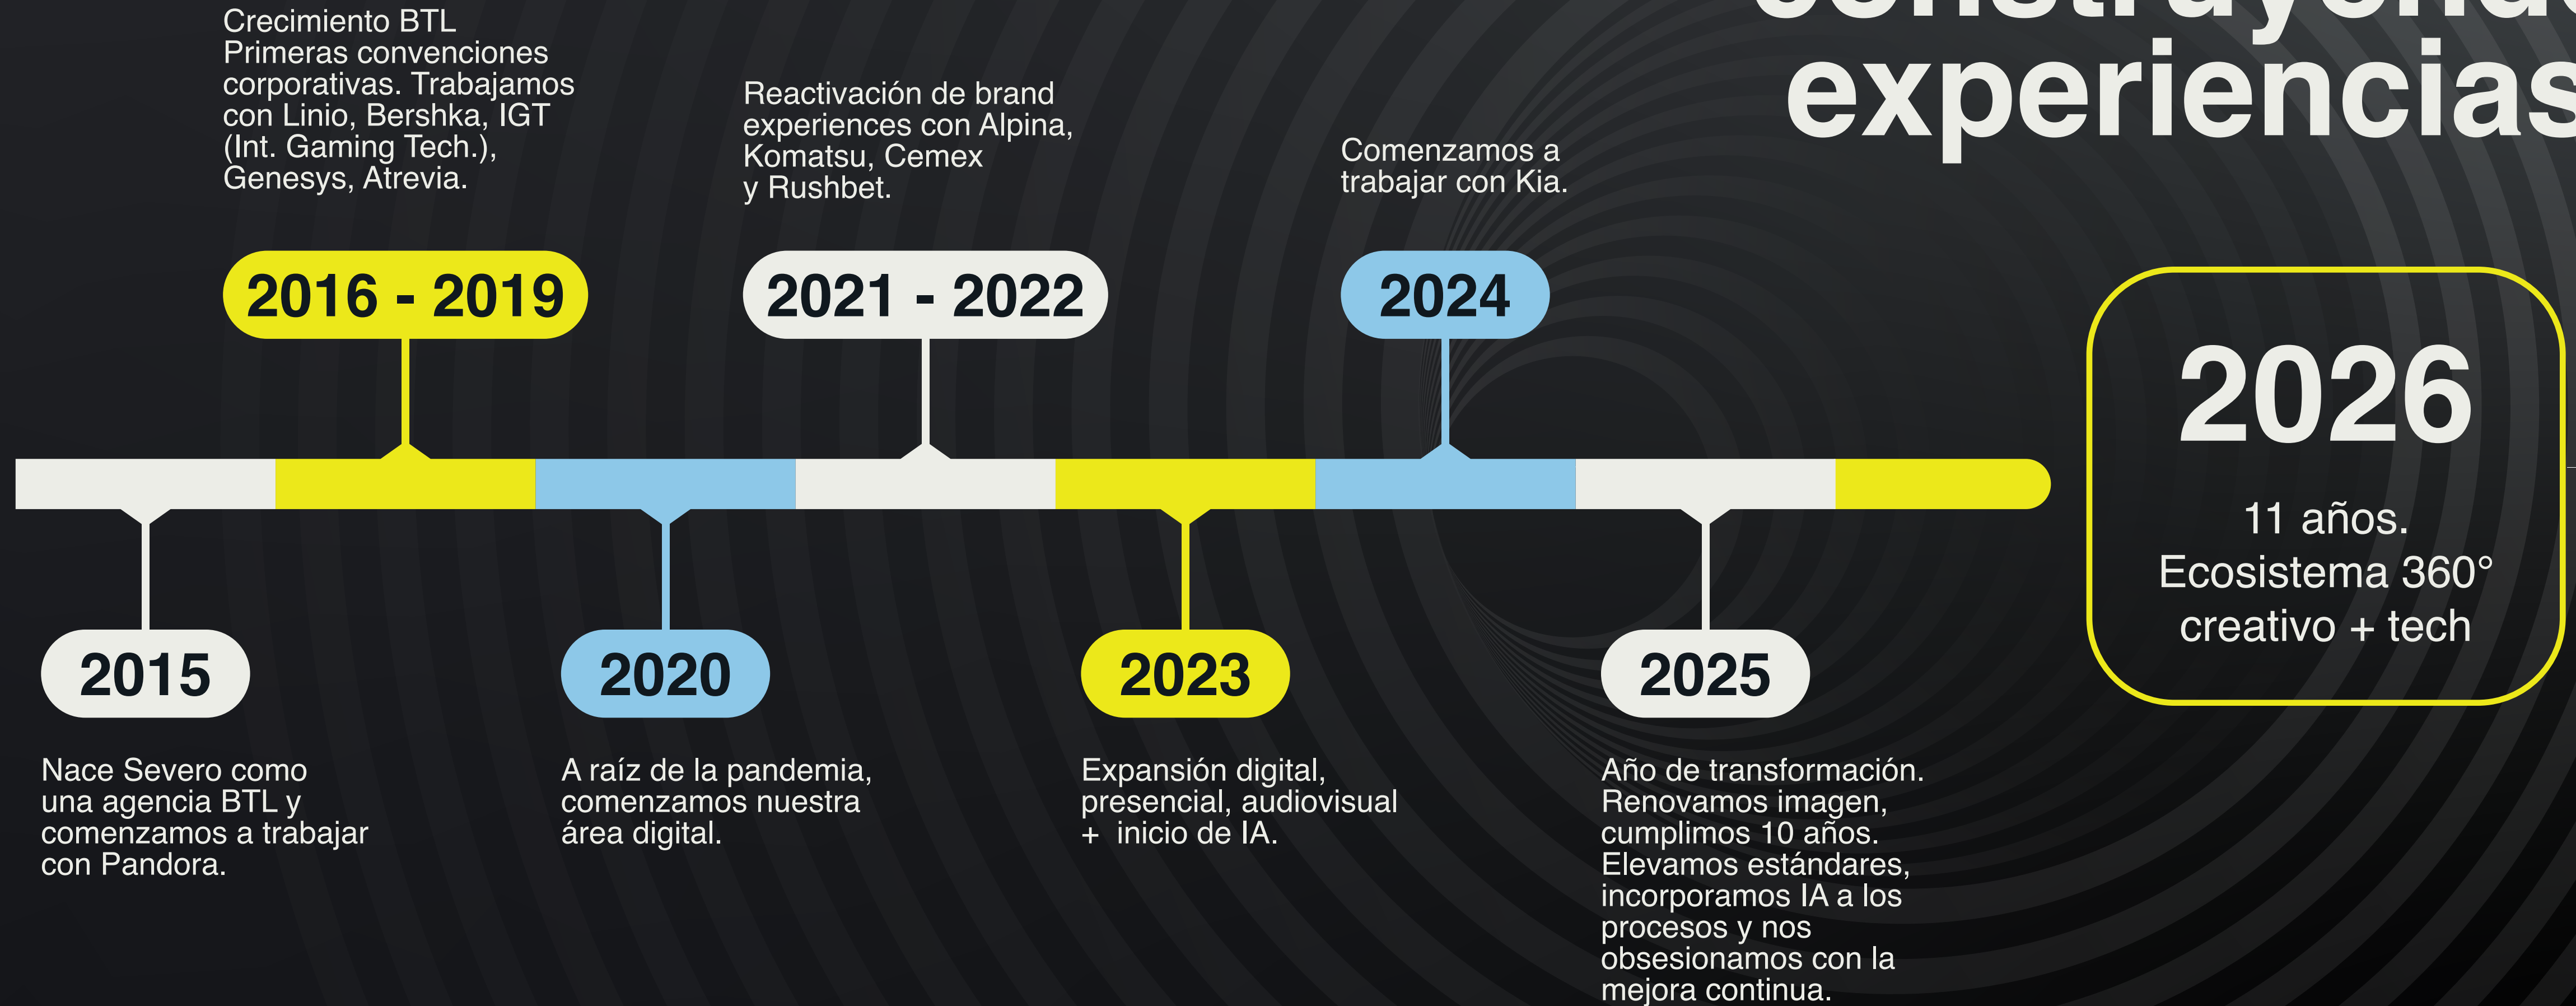 construyendo
experiencias
Crecimiento BTL
Primeras convenciones
corporativas. Trabajamos
con Linio, Bershka, IGT
(Int. Gaming Tech.),
Genesys, Atrevia.
2016 - 2019
Reactivación de brand
experiences con Alpina,
Komatsu, Cemex
y Rushbet.
2021 - 2022
Comenzamos a
trabajar con Kia.
2024
2015
Nace Severo como
una agencia BTL y
comenzamos a trabajar
con Pandora.
2020
A raíz de la pandemia,
comenzamos nuestra
área digital.
2023
Expansión digital,
presencial, audiovisual
+  inicio de IA.
2025
Año de transformación.
Renovamos imagen,
cumplimos 10 años.
Elevamos estándares,
incorporamos IA a los
procesos y nos
obsesionamos con la
mejora continua.
2026
11 años.
Ecosistema 360°
creativo + tech